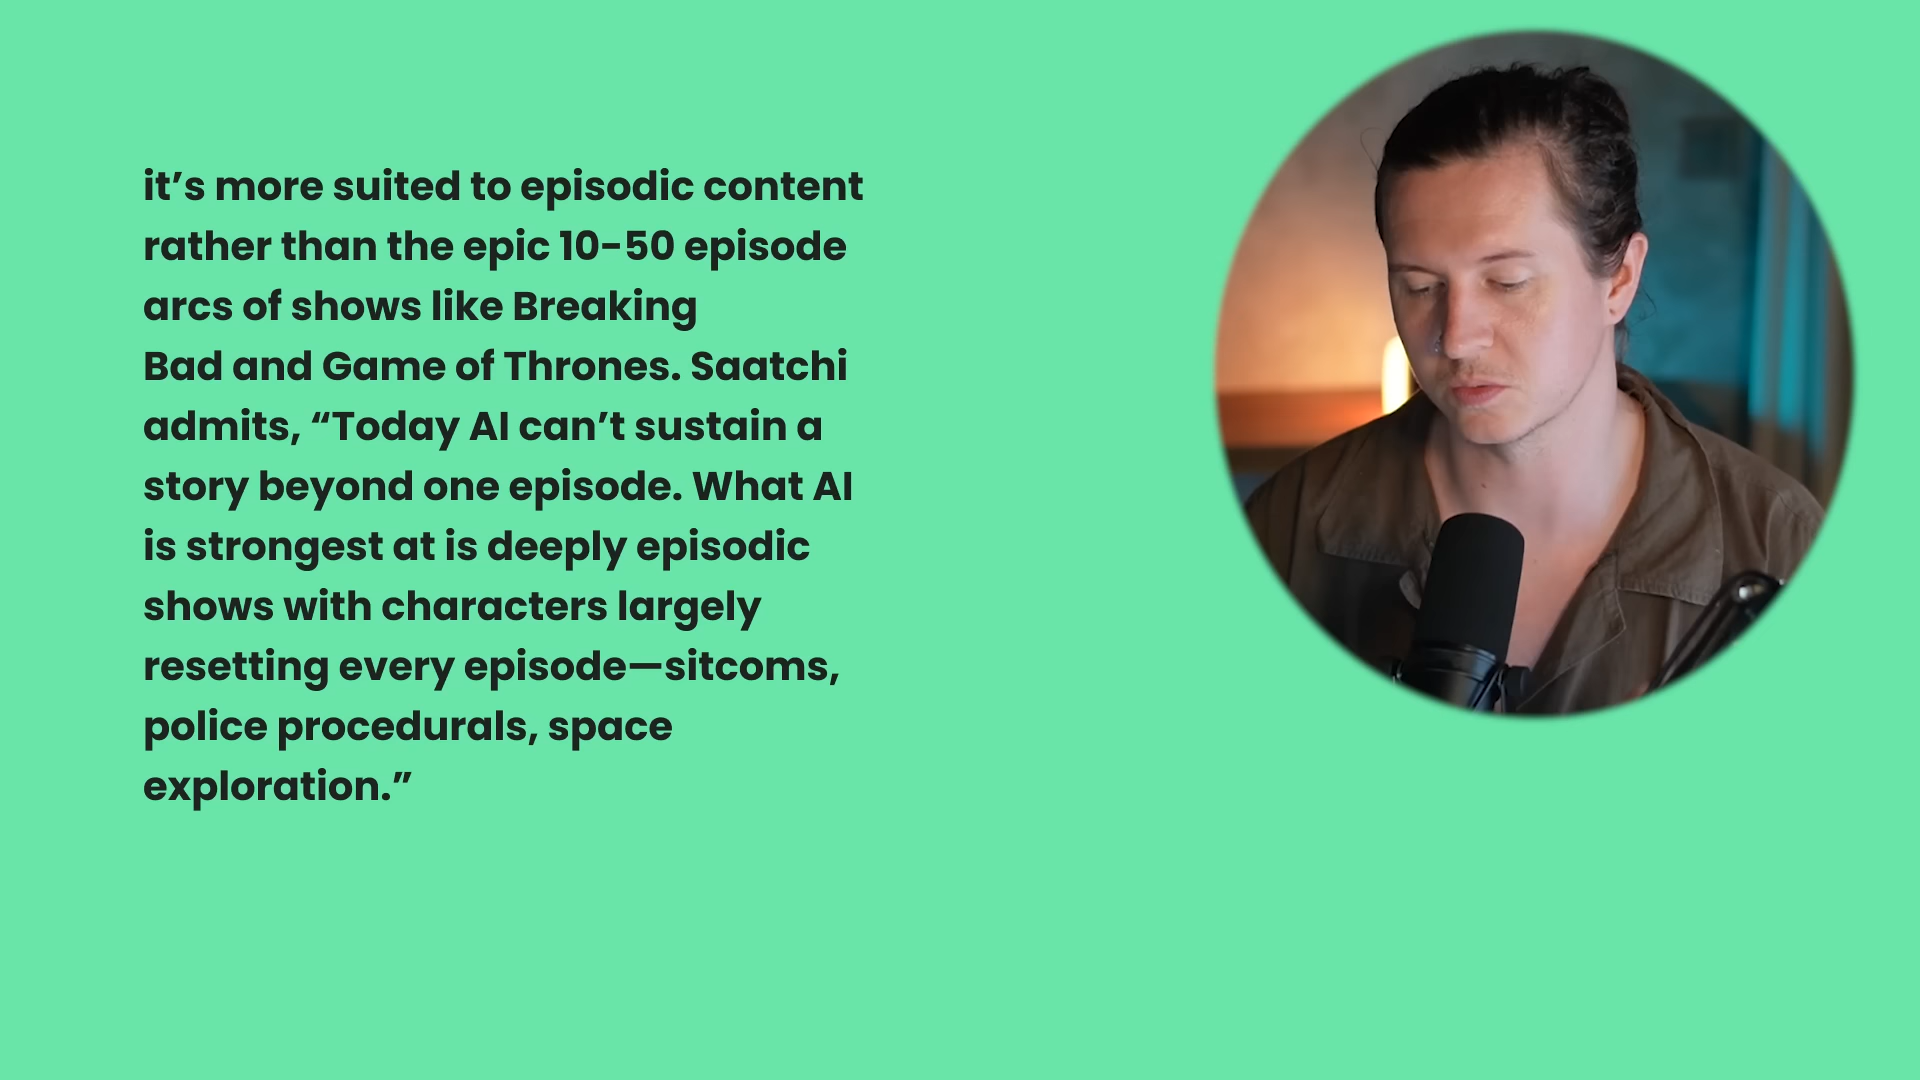 it’s more suited to episodic content
rather than the epic 10-50 episode
arcs of shows like Breaking
Bad and Game of Thrones. Saatchi
admits, “Today AI can’t sustain a
story beyond one episode. What AI
is strongest at is deeply episodic
shows with characters largely
resetting every episode—sitcoms,
police procedurals, space
exploration.”